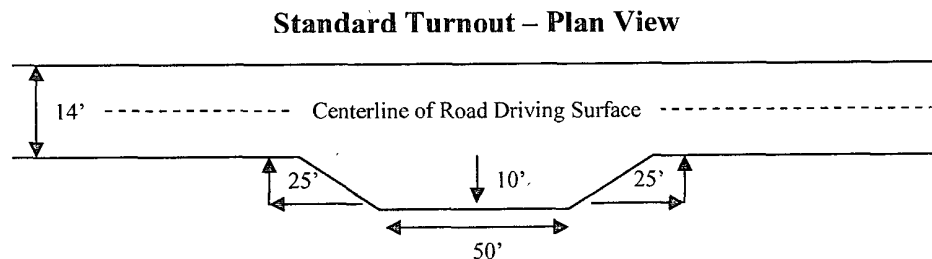 Standard Turnout – Plan View
14'
Centerline of Road Driving Surface
25'
10'
25'
50'